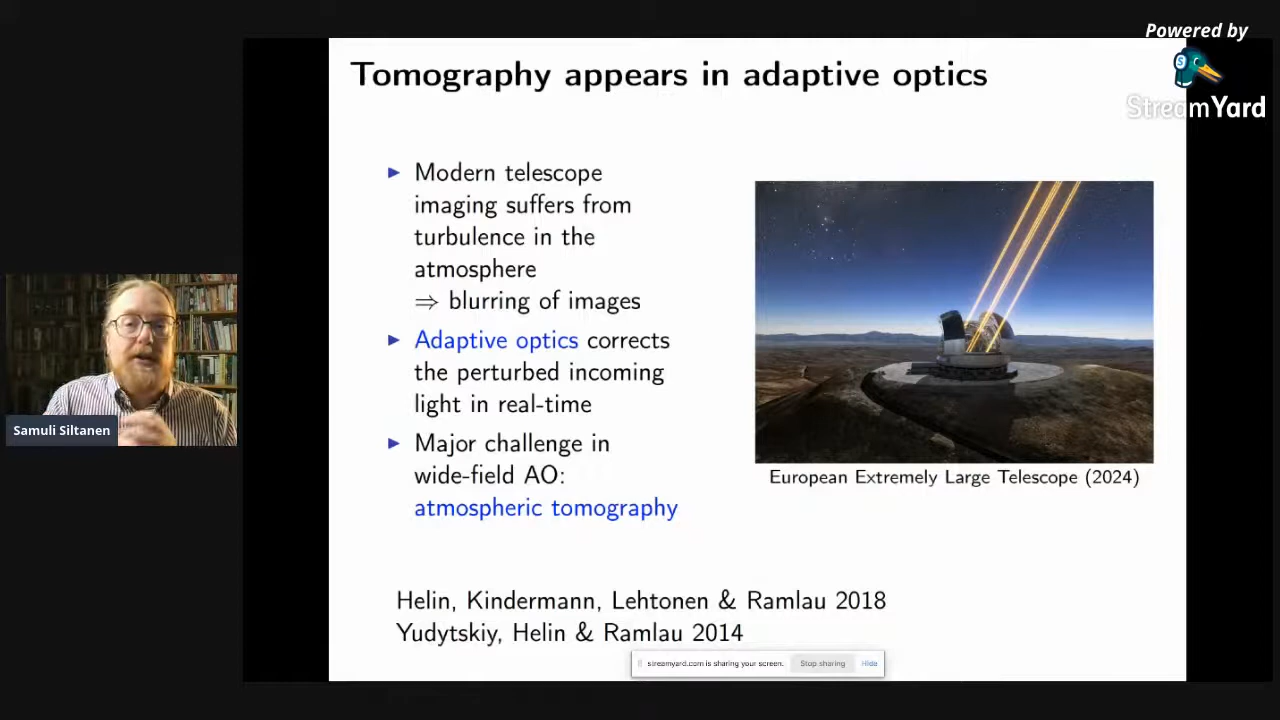 Powered by
StreamYard
Tomography appears in adaptive optics
▶ Modern telescope
imaging suffers from
turbulence in the
atmosphere
⇒ blurring of images
▶ Adaptive optics corrects
the perturbed incoming
light in real-time
▶ Major challenge in
wide-field AO:
atmospheric tomography
European Extremely Large Telescope (2024)
Helin, Kindermann, Lehtonen & Ramlau 2018
Yudytskiy, Helin & Ramlau 2014
Samuli Siltanen
streamyard.com is sharing your screen. Stop sharing Hide